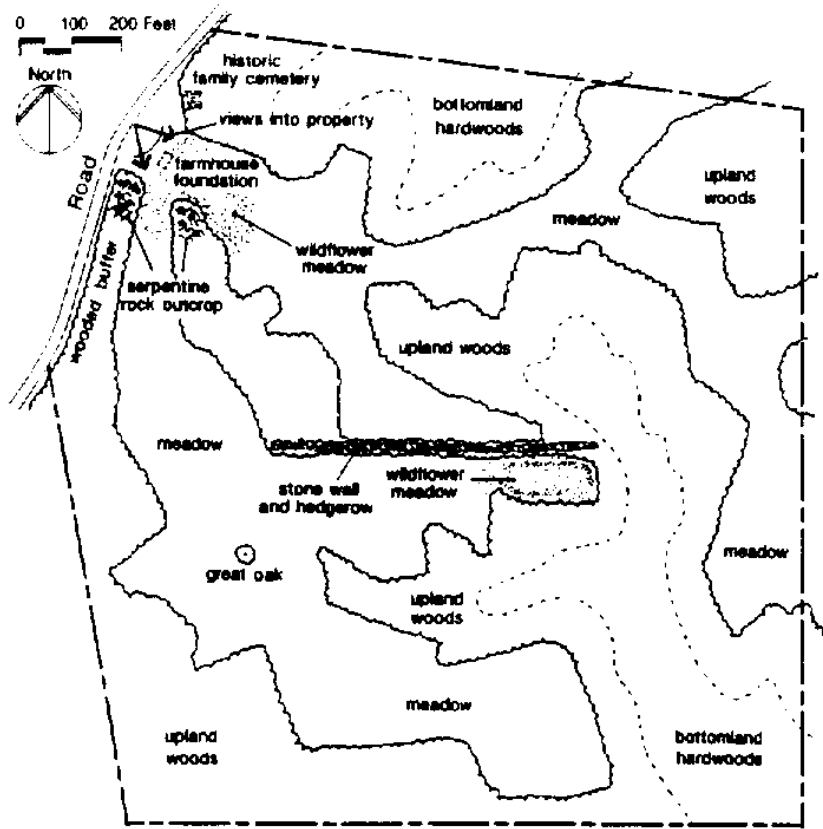 0 100 200 Feet
North
historic
family cemetery
bottomland
hardwoods
views into property
farmhouse
foundation
Road
upland
woods
meadow
wildflower
meadow
serpentine
rock outcrop
wooded buffer
upland woods
meadow
stone wall
and hedgerow
wildflower
meadow
meadow
great oak
upland
woods
meadow
upland
woods
bottomland
hardwoods